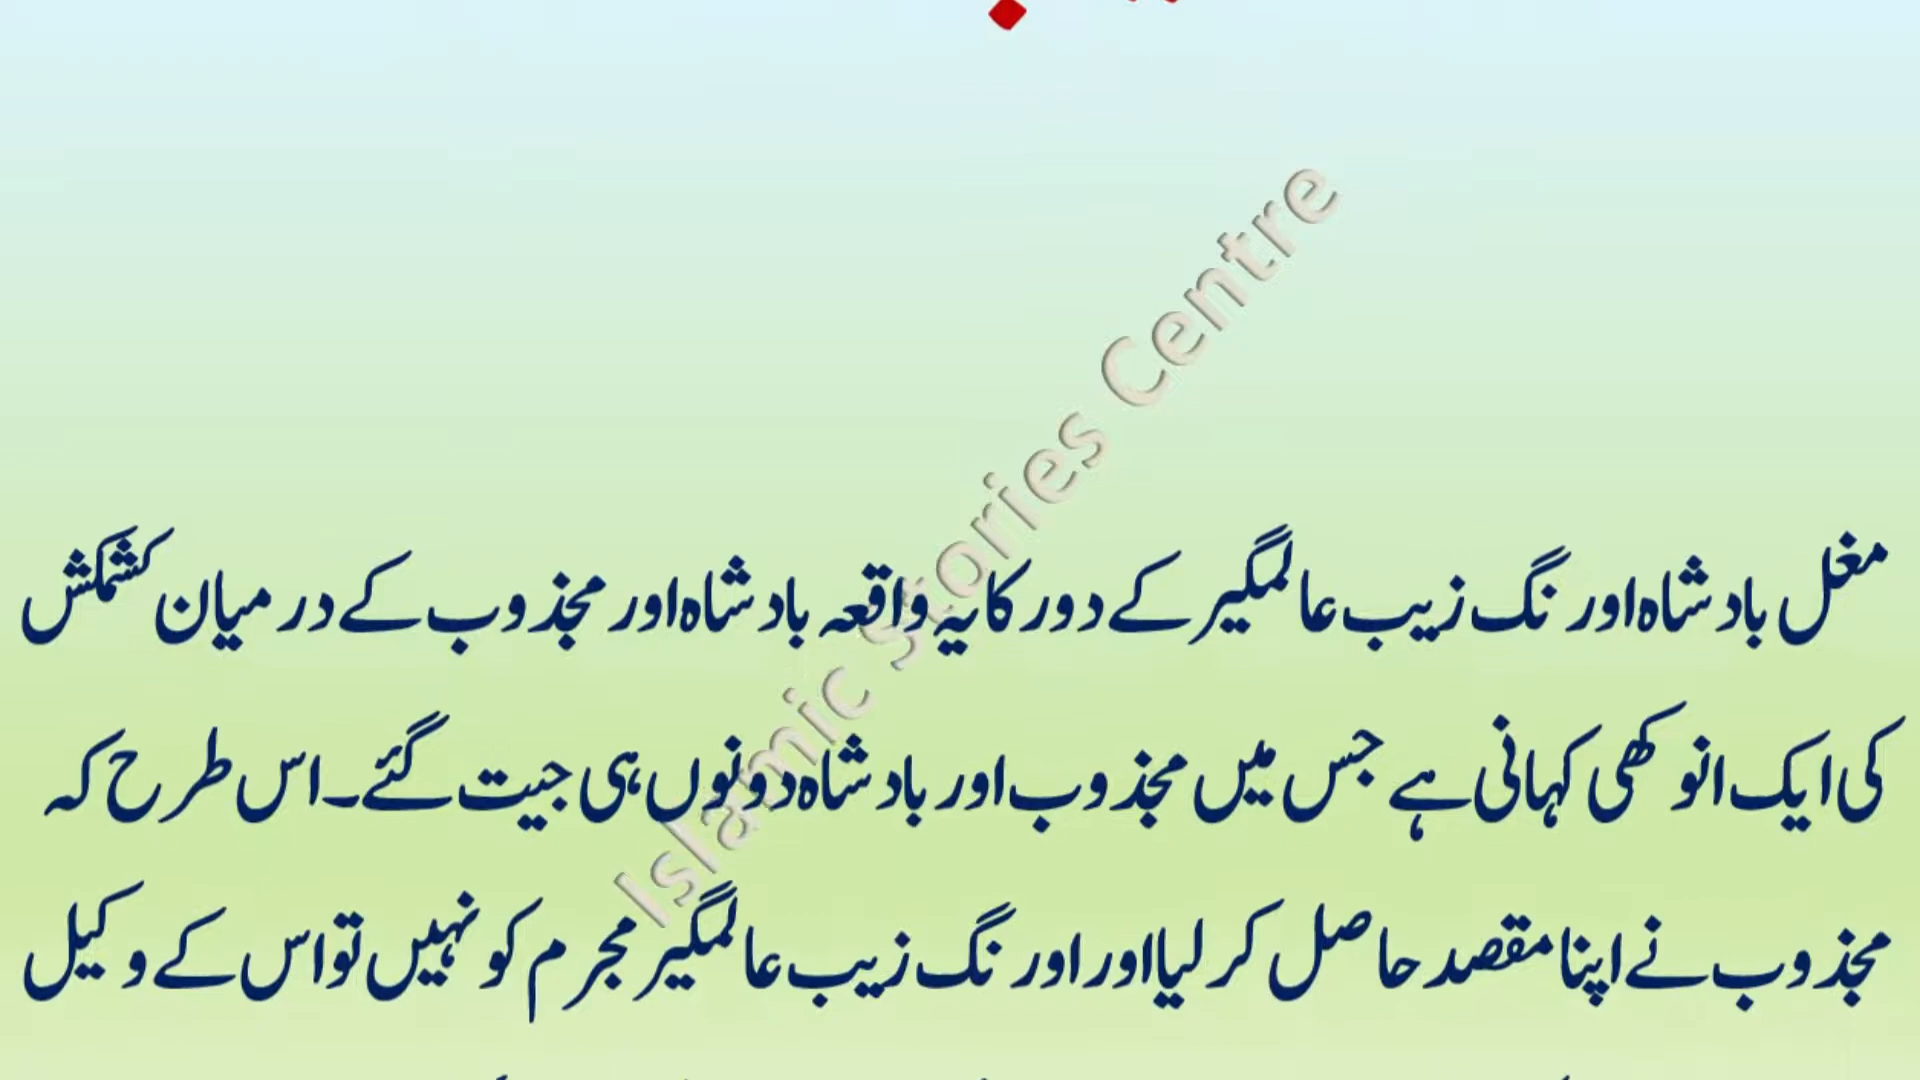 مغل بادشاہ اورنگ زیب عالمگیر کے دور کا یہ واقعہ بادشاہ اور مجذوب کے درمیان کشمکش
کی ایک انوکھی کہانی ہے جس میں مجذوب اور بادشاہ دونوں ہی جیت گئے۔ اس طرح کہ
مجذوب نے اپنا مقصد حاصل کر لیا اور اورنگ زیب عالمگیر مجرم کو نہیں تو اس کے وکیل
Islamic Stories Centre